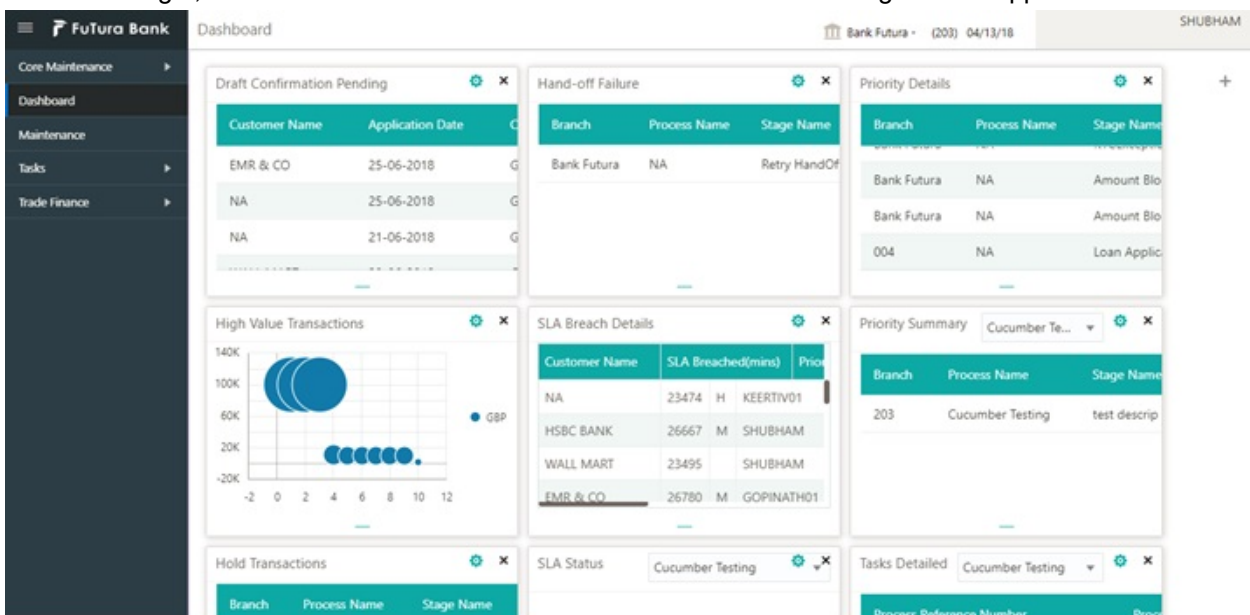 FuTura Bank
Dashboard
Bank Futura - (203) 04/13/18
SHUBHAM
Core Maintenance
Dashboard
Maintenance
Tasks
Trade Finance
Draft Confirmation Pending
Customer Name Application Date
EMR & CO 25-06-2018
NA 25-06-2018
NA 21-06-2018
Hand-off Failure
Branch Process Name Stage Name
Bank Futura NA Retry HandOf
Priority Details
Branch Process Name Stage Name
Bank Futura NA Amount Blo
Bank Futura NA Amount Blo
004 NA Loan Applic
High Value Transactions
140K
100K
60K
20K
-20K
-2 0 2 4 6 8 10 12
GBP
SLA Breach Details
Customer Name SLA Breached(mins) Prior
NA 23474 H KEERTIV01
HSBC BANK 26667 M SHUBHAM
WALL MART 23495 SHUBHAM
EMR & CO 26780 M GOPINATH01
Priority Summary Cucumber Te...
Branch Process Name Stage Name
203 Cucumber Testing test descrip
Hold Transactions
Branch Process Name Stage Name
SLA Status Cucumber Testing
Tasks Detailed Cucumber Testing
Process Reference Number Proce